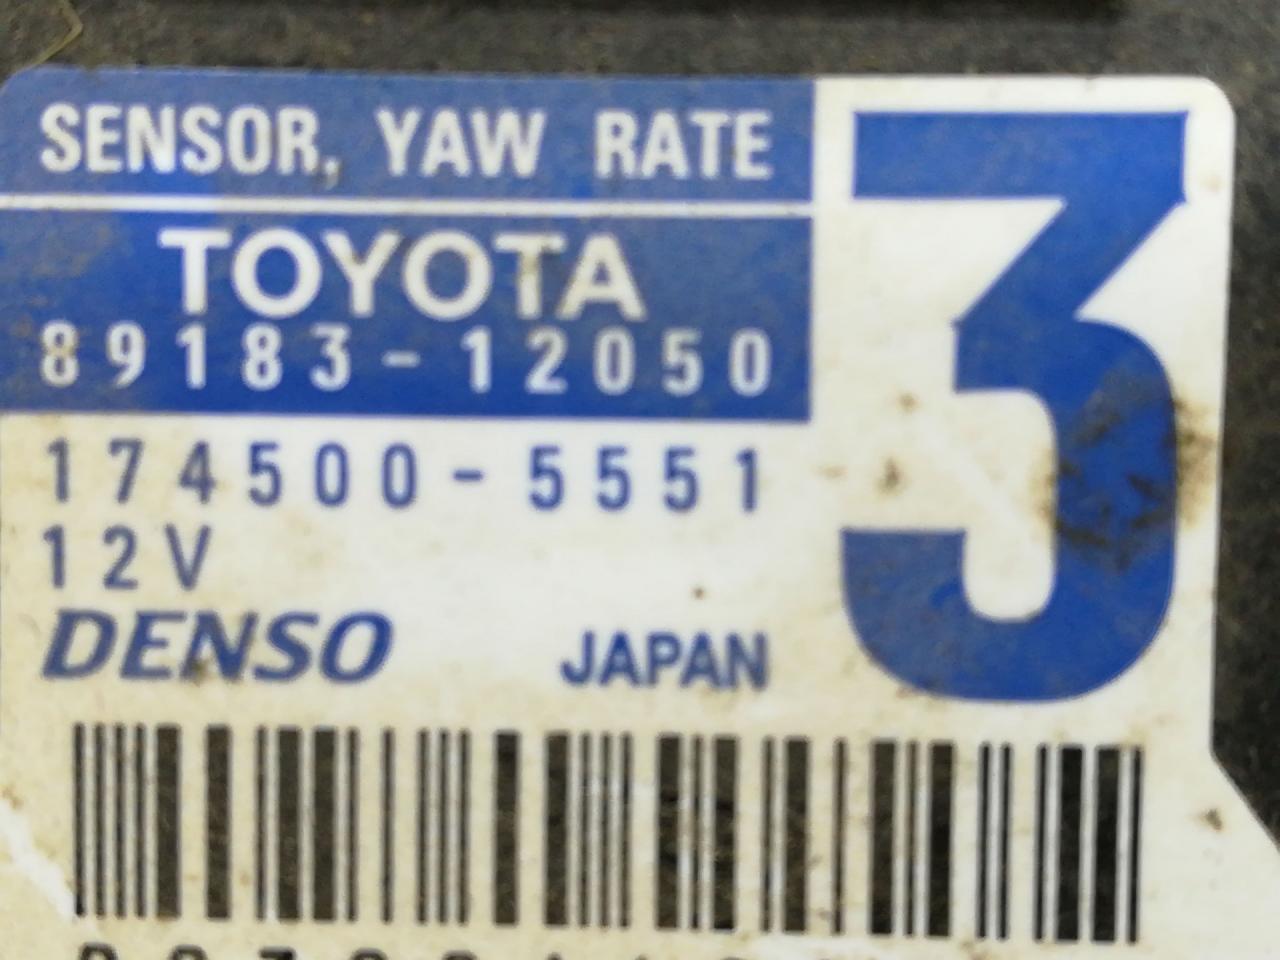 SENSOR, YAW RATE
3
TOYOTA
89183-12050
174500-5551
12V
DENSO JAPAN